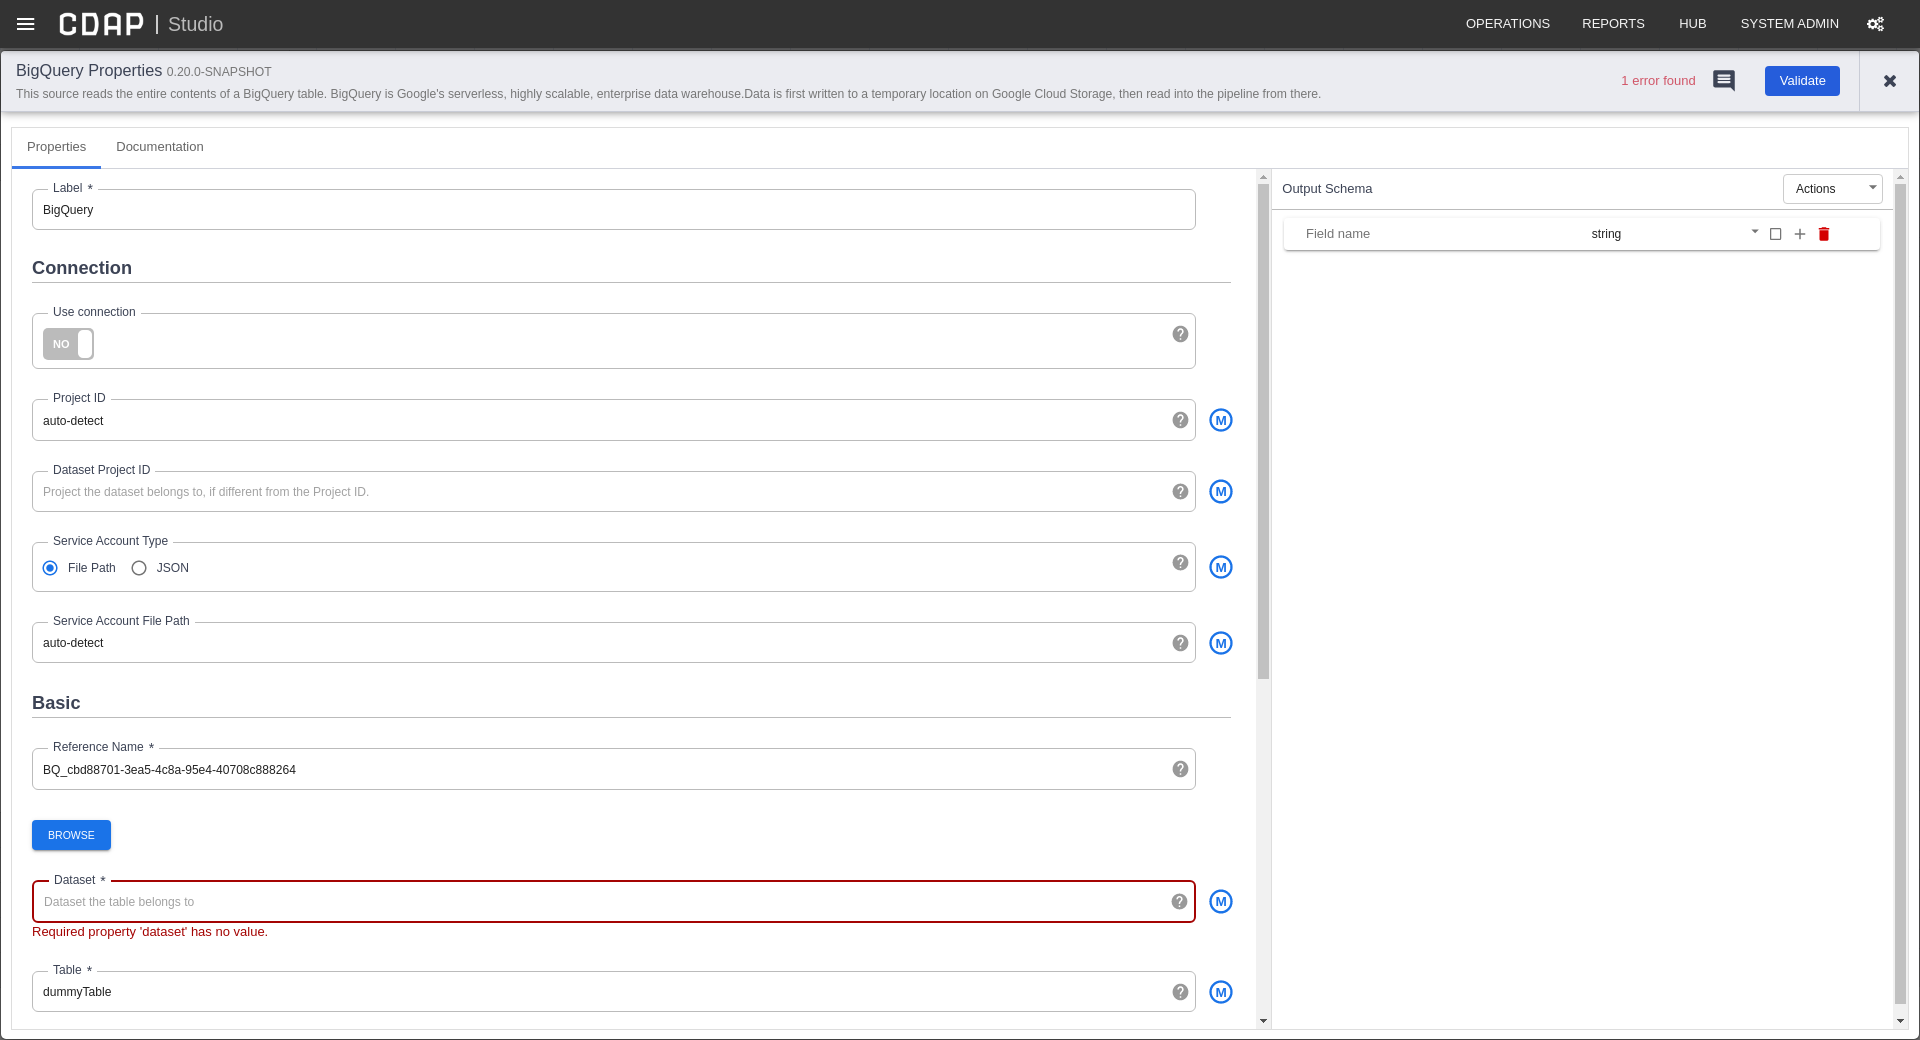 CDAP | Studio
OPERATIONS REPORTS HUB SYSTEM ADMIN
BigQuery Properties 0.20.0-SNAPSHOT
This source reads the entire contents of a BigQuery table. BigQuery is Google's serverless, highly scalable, enterprise data warehouse.Data is first written to a temporary location on Google Cloud Storage, then read into the pipeline from there.
1 error found
Validate
Properties Documentation
Label *
BigQuery
Connection
Use connection
NO
Project ID
auto-detect
M
Dataset Project ID
Project the dataset belongs to, if different from the Project ID.
M
Service Account Type
File Path JSON
M
Service Account File Path
auto-detect
M
Basic
Reference Name *
BQ_cbd88701-3ea5-4c8a-95e4-40708c888264
BROWSE
Dataset *
Dataset the table belongs to
M
Required property 'dataset' has no value.
Table *
dummyTable
M
Output Schema
Actions
Field name string